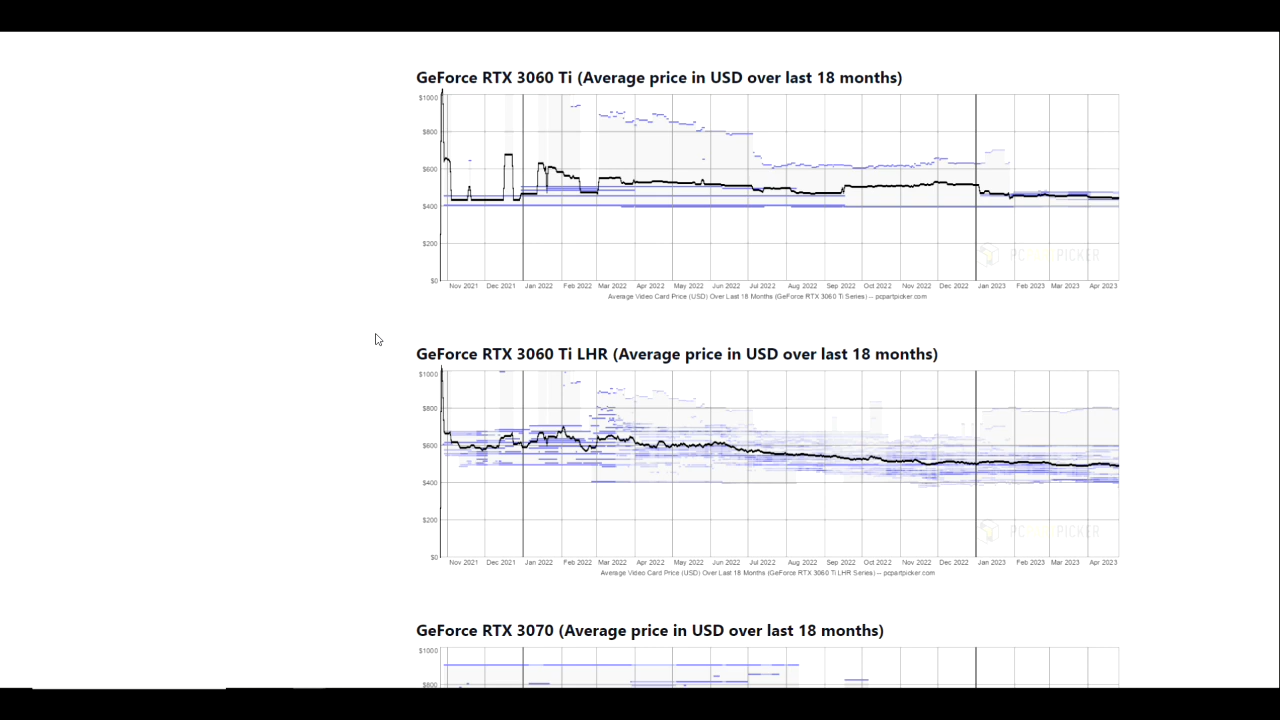 GeForce RTX 3060 Ti (Average price in USD over last 18 months)
$1000
$800
$600
$400
$200
$0
Nov 2021 Dec 2021 Jan 2022 Feb 2022 Mar 2022 Apr 2022 May 2022 Jun 2022 Jul 2022 Aug 2022 Sep 2022 Oct 2022 Nov 2022 Dec 2022 Jan 2023 Feb 2023 Mar 2023 Apr 2023
PC PART PICKER
Average Video Card Price (USD) Over Last 18 Months (GeForce RTX 3060 Ti Series) -- pcpartpicker.com
GeForce RTX 3060 Ti LHR (Average price in USD over last 18 months)
$1000
$800
$600
$400
$200
$0
Nov 2021 Dec 2021 Jan 2022 Feb 2022 Mar 2022 Apr 2022 May 2022 Jun 2022 Jul 2022 Aug 2022 Sep 2022 Oct 2022 Nov 2022 Dec 2022 Jan 2023 Feb 2023 Mar 2023 Apr 2023
PC PART PICKER
Average Video Card Price (USD) Over Last 18 Months (GeForce RTX 3060 Ti LHR Series) -- pcpartpicker.com
GeForce RTX 3070 (Average price in USD over last 18 months)
$1000
$800